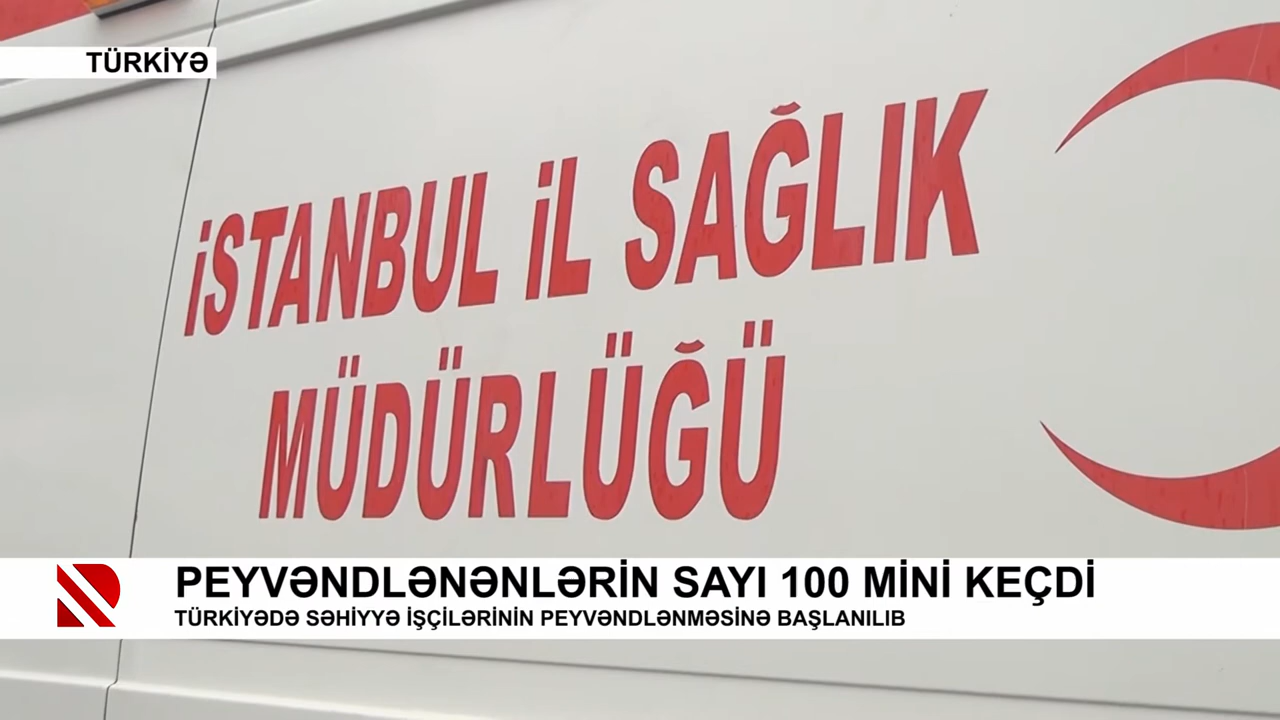 TÜRKİYƏ
İSTANBUL İL SAĞLIK
MÜDÜRLÜĞÜ
PEYVƏNDLƏNƏNLƏRİN SAYI 100 MİNİ KEÇDİ
TÜRKİYƏDƏ SƏHİYYƏ İŞÇİLƏRİNİN PEYVƏNDLƏNMƏSİNƏ BAŞLANILIB